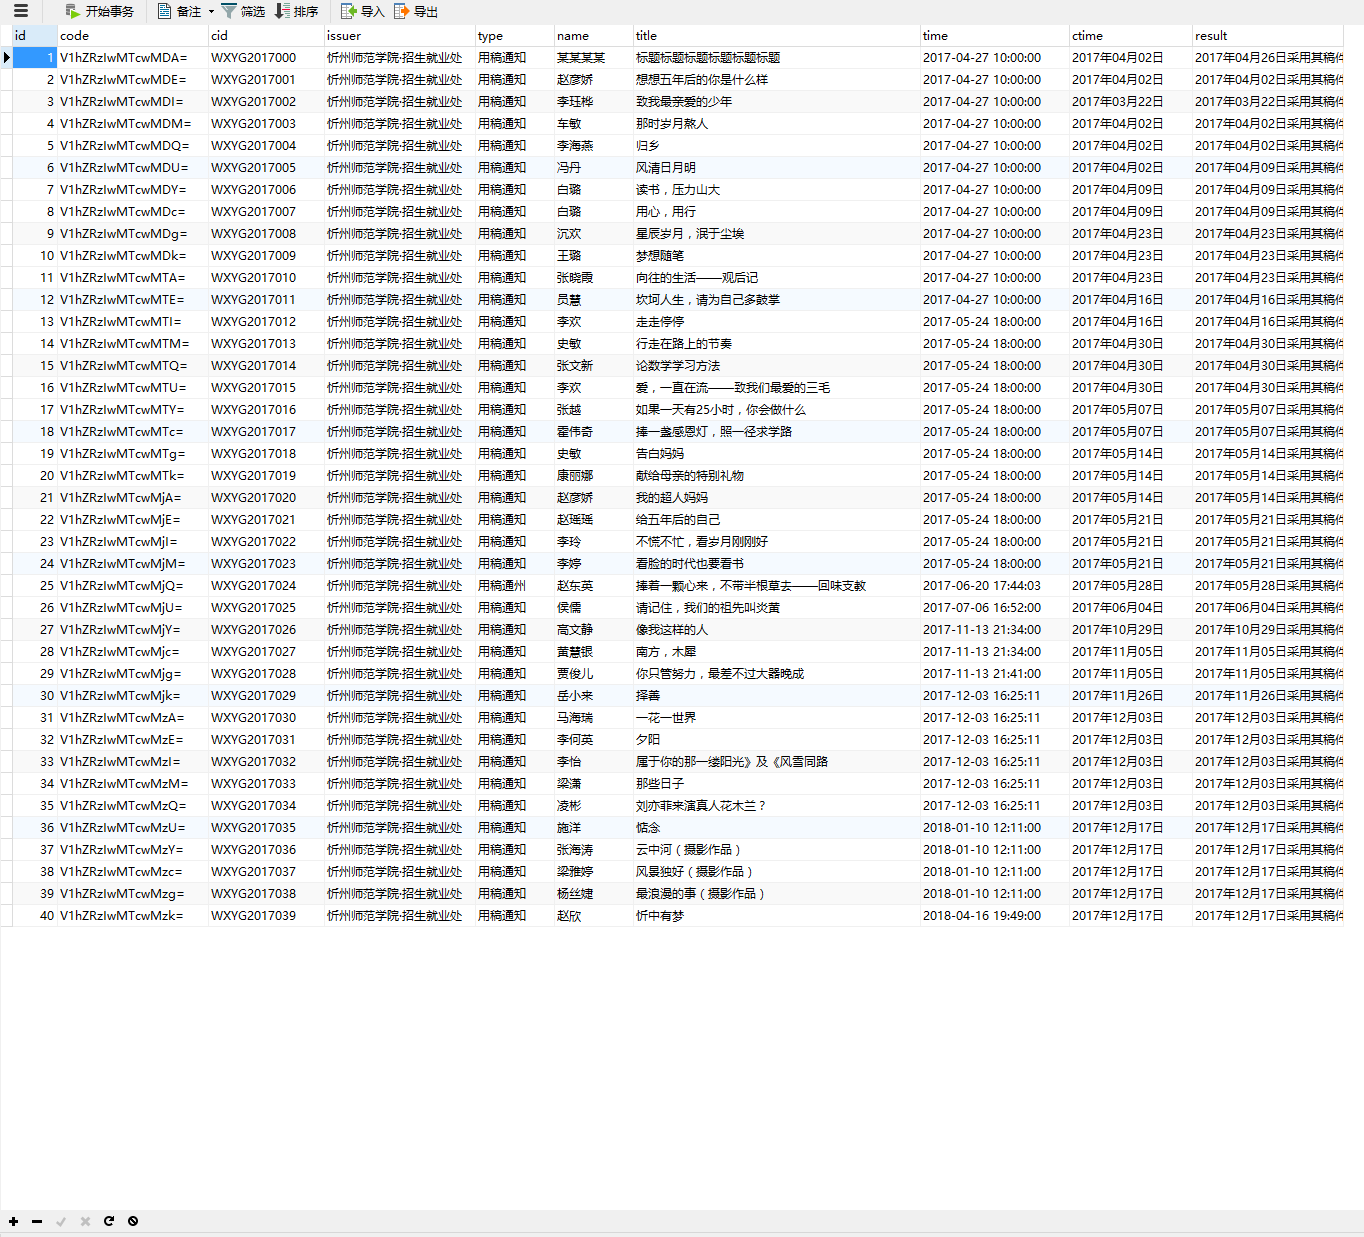 开始事务 备注 筛选 排序 导入 导出
id code cid issuer type name title time ctime result
1 V1hZRzIwMTcwMDA= WXYG2017000 忻州师范学院·招生就业处 用稿通知 某某某某 标题标题标题标题标题标题 2017-04-27 10:00:00 2017年04月02日 2017年04月26日采用其稿件
2 V1hZRzIwMTcwMDE= WXYG2017001 忻州师范学院·招生就业处 用稿通知 赵彦娇 想想五年后的你是什么样 2017-04-27 10:00:00 2017年04月02日 2017年04月02日采用其稿件
3 V1hZRzIwMTcwMDI= WXYG2017002 忻州师范学院·招生就业处 用稿通知 李珏桦 致我最亲爱的少年 2017-04-27 10:00:00 2017年03月22日 2017年03月22日采用其稿件
4 V1hZRzIwMTcwMDM= WXYG2017003 忻州师范学院·招生就业处 用稿通知 车敏 那时岁月熬人 2017-04-27 10:00:00 2017年04月02日 2017年04月02日采用其稿件
5 V1hZRzIwMTcwMDQ= WXYG2017004 忻州师范学院·招生就业处 用稿通知 李海燕 归乡 2017-04-27 10:00:00 2017年04月02日 2017年04月02日采用其稿件
6 V1hZRzIwMTcwMDU= WXYG2017005 忻州师范学院·招生就业处 用稿通知 冯丹 风清日月明 2017-04-27 10:00:00 2017年04月02日 2017年04月09日采用其稿件
7 V1hZRzIwMTcwMDY= WXYG2017006 忻州师范学院·招生就业处 用稿通知 白璐 读书，压力山大 2017-04-27 10:00:00 2017年04月09日 2017年04月09日采用其稿件
8 V1hZRzIwMTcwMDc= WXYG2017007 忻州师范学院·招生就业处 用稿通知 白璐 用心，用行 2017-04-27 10:00:00 2017年04月09日 2017年04月09日采用其稿件
9 V1hZRzIwMTcwMDg= WXYG2017008 忻州师范学院·招生就业处 用稿通知 沉欢 星辰岁月，泯于尘埃 2017-04-27 10:00:00 2017年04月23日 2017年04月23日采用其稿件
10 V1hZRzIwMTcwMDk= WXYG2017009 忻州师范学院·招生就业处 用稿通知 王璐 梦想随笔 2017-04-27 10:00:00 2017年04月23日 2017年04月23日采用其稿件
11 V1hZRzIwMTcwMTA= WXYG2017010 忻州师范学院·招生就业处 用稿通知 张晓霞 向往的生活——观后记 2017-04-27 10:00:00 2017年04月23日 2017年04月23日采用其稿件
12 V1hZRzIwMTcwMTE= WXYG2017011 忻州师范学院·招生就业处 用稿通知 员慧 坎坷人生，请为自己多鼓掌 2017-04-27 10:00:00 2017年04月16日 2017年04月16日采用其稿件
13 V1hZRzIwMTcwMTI= WXYG2017012 忻州师范学院·招生就业处 用稿通知 李欢 走走停停 2017-05-24 18:00:00 2017年04月16日 2017年04月16日采用其稿件
14 V1hZRzIwMTcwMTM= WXYG2017013 忻州师范学院·招生就业处 用稿通知 史敏 行走在路上的节奏 2017-05-24 18:00:00 2017年04月30日 2017年04月30日采用其稿件
15 V1hZRzIwMTcwMTQ= WXYG2017014 忻州师范学院·招生就业处 用稿通知 张文新 论数学学习方法 2017-05-24 18:00:00 2017年04月30日 2017年04月30日采用其稿件
16 V1hZRzIwMTcwMTU= WXYG2017015 忻州师范学院·招生就业处 用稿通知 李欢 爱，一直在流——致我们最爱的三毛 2017-05-24 18:00:00 2017年04月30日 2017年04月30日采用其稿件
17 V1hZRzIwMTcwMTY= WXYG2017016 忻州师范学院·招生就业处 用稿通知 张越 如果一天有25小时，你会做什么 2017-05-24 18:00:00 2017年05月07日 2017年05月07日采用其稿件
18 V1hZRzIwMTcwMTc= WXYG2017017 忻州师范学院·招生就业处 用稿通知 霍伟奇 捧一盏感恩灯，照一径求学路 2017-05-24 18:00:00 2017年05月07日 2017年05月07日采用其稿件
19 V1hZRzIwMTcwMTg= WXYG2017018 忻州师范学院·招生就业处 用稿通知 史敏 告白妈妈 2017-05-24 18:00:00 2017年05月14日 2017年05月14日采用其稿件
20 V1hZRzIwMTcwMTk= WXYG2017019 忻州师范学院·招生就业处 用稿通知 康丽娜 献给母亲的特别礼物 2017-05-24 18:00:00 2017年05月14日 2017年05月14日采用其稿件
21 V1hZRzIwMTcwMjA= WXYG2017020 忻州师范学院·招生就业处 用稿通知 赵彦娇 我的超人妈妈 2017-05-24 18:00:00 2017年05月14日 2017年05月14日采用其稿件
22 V1hZRzIwMTcwMjE= WXYG2017021 忻州师范学院·招生就业处 用稿通知 赵瑶瑶 给五年后的自己 2017-05-24 18:00:00 2017年05月21日 2017年05月21日采用其稿件
23 V1hZRzIwMTcwMjI= WXYG2017022 忻州师范学院·招生就业处 用稿通知 李玲 不慌不忙，看岁月刚刚好 2017-05-24 18:00:00 2017年05月21日 2017年05月21日采用其稿件
24 V1hZRzIwMTcwMjM= WXYG2017023 忻州师范学院·招生就业处 用稿通知 李婷 看脸的时代也要看书 2017-05-24 18:00:00 2017年05月21日 2017年05月21日采用其稿件
25 V1hZRzIwMTcwMjQ= WXYG2017024 忻州师范学院·招生就业处 用稿通州 赵东英 捧着一颗心来，不带半根草去——回味支教 2017-06-20 17:44:03 2017年05月28日 2017年05月28日采用其稿件
26 V1hZRzIwMTcwMjU= WXYG2017025 忻州师范学院·招生就业处 用稿通知 侯儒 请记住，我们的祖先叫炎黄 2017-07-06 16:52:00 2017年06月04日 2017年06月04日采用其稿件
27 V1hZRzIwMTcwMjY= WXYG2017026 忻州师范学院·招生就业处 用稿通知 高文静 像我这样的人 2017-11-13 21:34:00 2017年10月29日 2017年10月29日采用其稿件
28 V1hZRzIwMTcwMjc= WXYG2017027 忻州师范学院·招生就业处 用稿通知 黄慧银 南方，木犀 2017-11-13 21:34:00 2017年11月05日 2017年11月05日采用其稿件
29 V1hZRzIwMTcwMjg= WXYG2017028 忻州师范学院·招生就业处 用稿通知 贾俊儿 你只管努力，最差不过大器晚成 2017-11-13 21:41:00 2017年11月05日 2017年11月05日采用其稿件
30 V1hZRzIwMTcwMjk= WXYG2017029 忻州师范学院·招生就业处 用稿通知 岳小来 择善 2017-12-03 16:25:11 2017年11月26日 2017年11月26日采用其稿件
31 V1hZRzIwMTcwMzA= WXYG2017030 忻州师范学院·招生就业处 用稿通知 马海瑞 一花一世界 2017-12-03 16:25:11 2017年12月03日 2017年12月03日采用其稿件
32 V1hZRzIwMTcwMzE= WXYG2017031 忻州师范学院·招生就业处 用稿通知 李何英 夕阳 2017-12-03 16:25:11 2017年12月03日 2017年12月03日采用其稿件
33 V1hZRzIwMTcwMzI= WXYG2017032 忻州师范学院·招生就业处 用稿通知 李怡 属于你的那一缕阳光》及《风雪同路 2017-12-03 16:25:11 2017年12月03日 2017年12月03日采用其稿件
34 V1hZRzIwMTcwMzM= WXYG2017033 忻州师范学院·招生就业处 用稿通知 梁潇 那些日子 2017-12-03 16:25:11 2017年12月03日 2017年12月03日采用其稿件
35 V1hZRzIwMTcwMzQ= WXYG2017034 忻州师范学院·招生就业处 用稿通知 凌彬 刘亦菲来演真人花木兰？ 2017-12-03 16:25:11 2017年12月03日 2017年12月03日采用其稿件
36 V1hZRzIwMTcwMzU= WXYG2017035 忻州师范学院·招生就业处 用稿通知 施洋 惦念 2018-01-10 12:11:00 2017年12月17日 2017年12月17日采用其稿件
37 V1hZRzIwMTcwMzY= WXYG2017036 忻州师范学院·招生就业处 用稿通知 张海涛 云中河（摄影作品） 2018-01-10 12:11:00 2017年12月17日 2017年12月17日采用其稿件
38 V1hZRzIwMTcwMzc= WXYG2017037 忻州师范学院·招生就业处 用稿通知 梁雅婷 风景独好（摄影作品） 2018-01-10 12:11:00 2017年12月17日 2017年12月17日采用其稿件
39 V1hZRzIwMTcwMzg= WXYG2017038 忻州师范学院·招生就业处 用稿通知 杨丝婕 最浪漫的事（摄影作品） 2018-01-10 12:11:00 2017年12月17日 2017年12月17日采用其稿件
40 V1hZRzIwMTcwMzk= WXYG2017039 忻州师范学院·招生就业处 用稿通知 赵欣 忻中有梦 2018-04-16 19:49:00 2017年12月17日 2017年12月17日采用其稿件